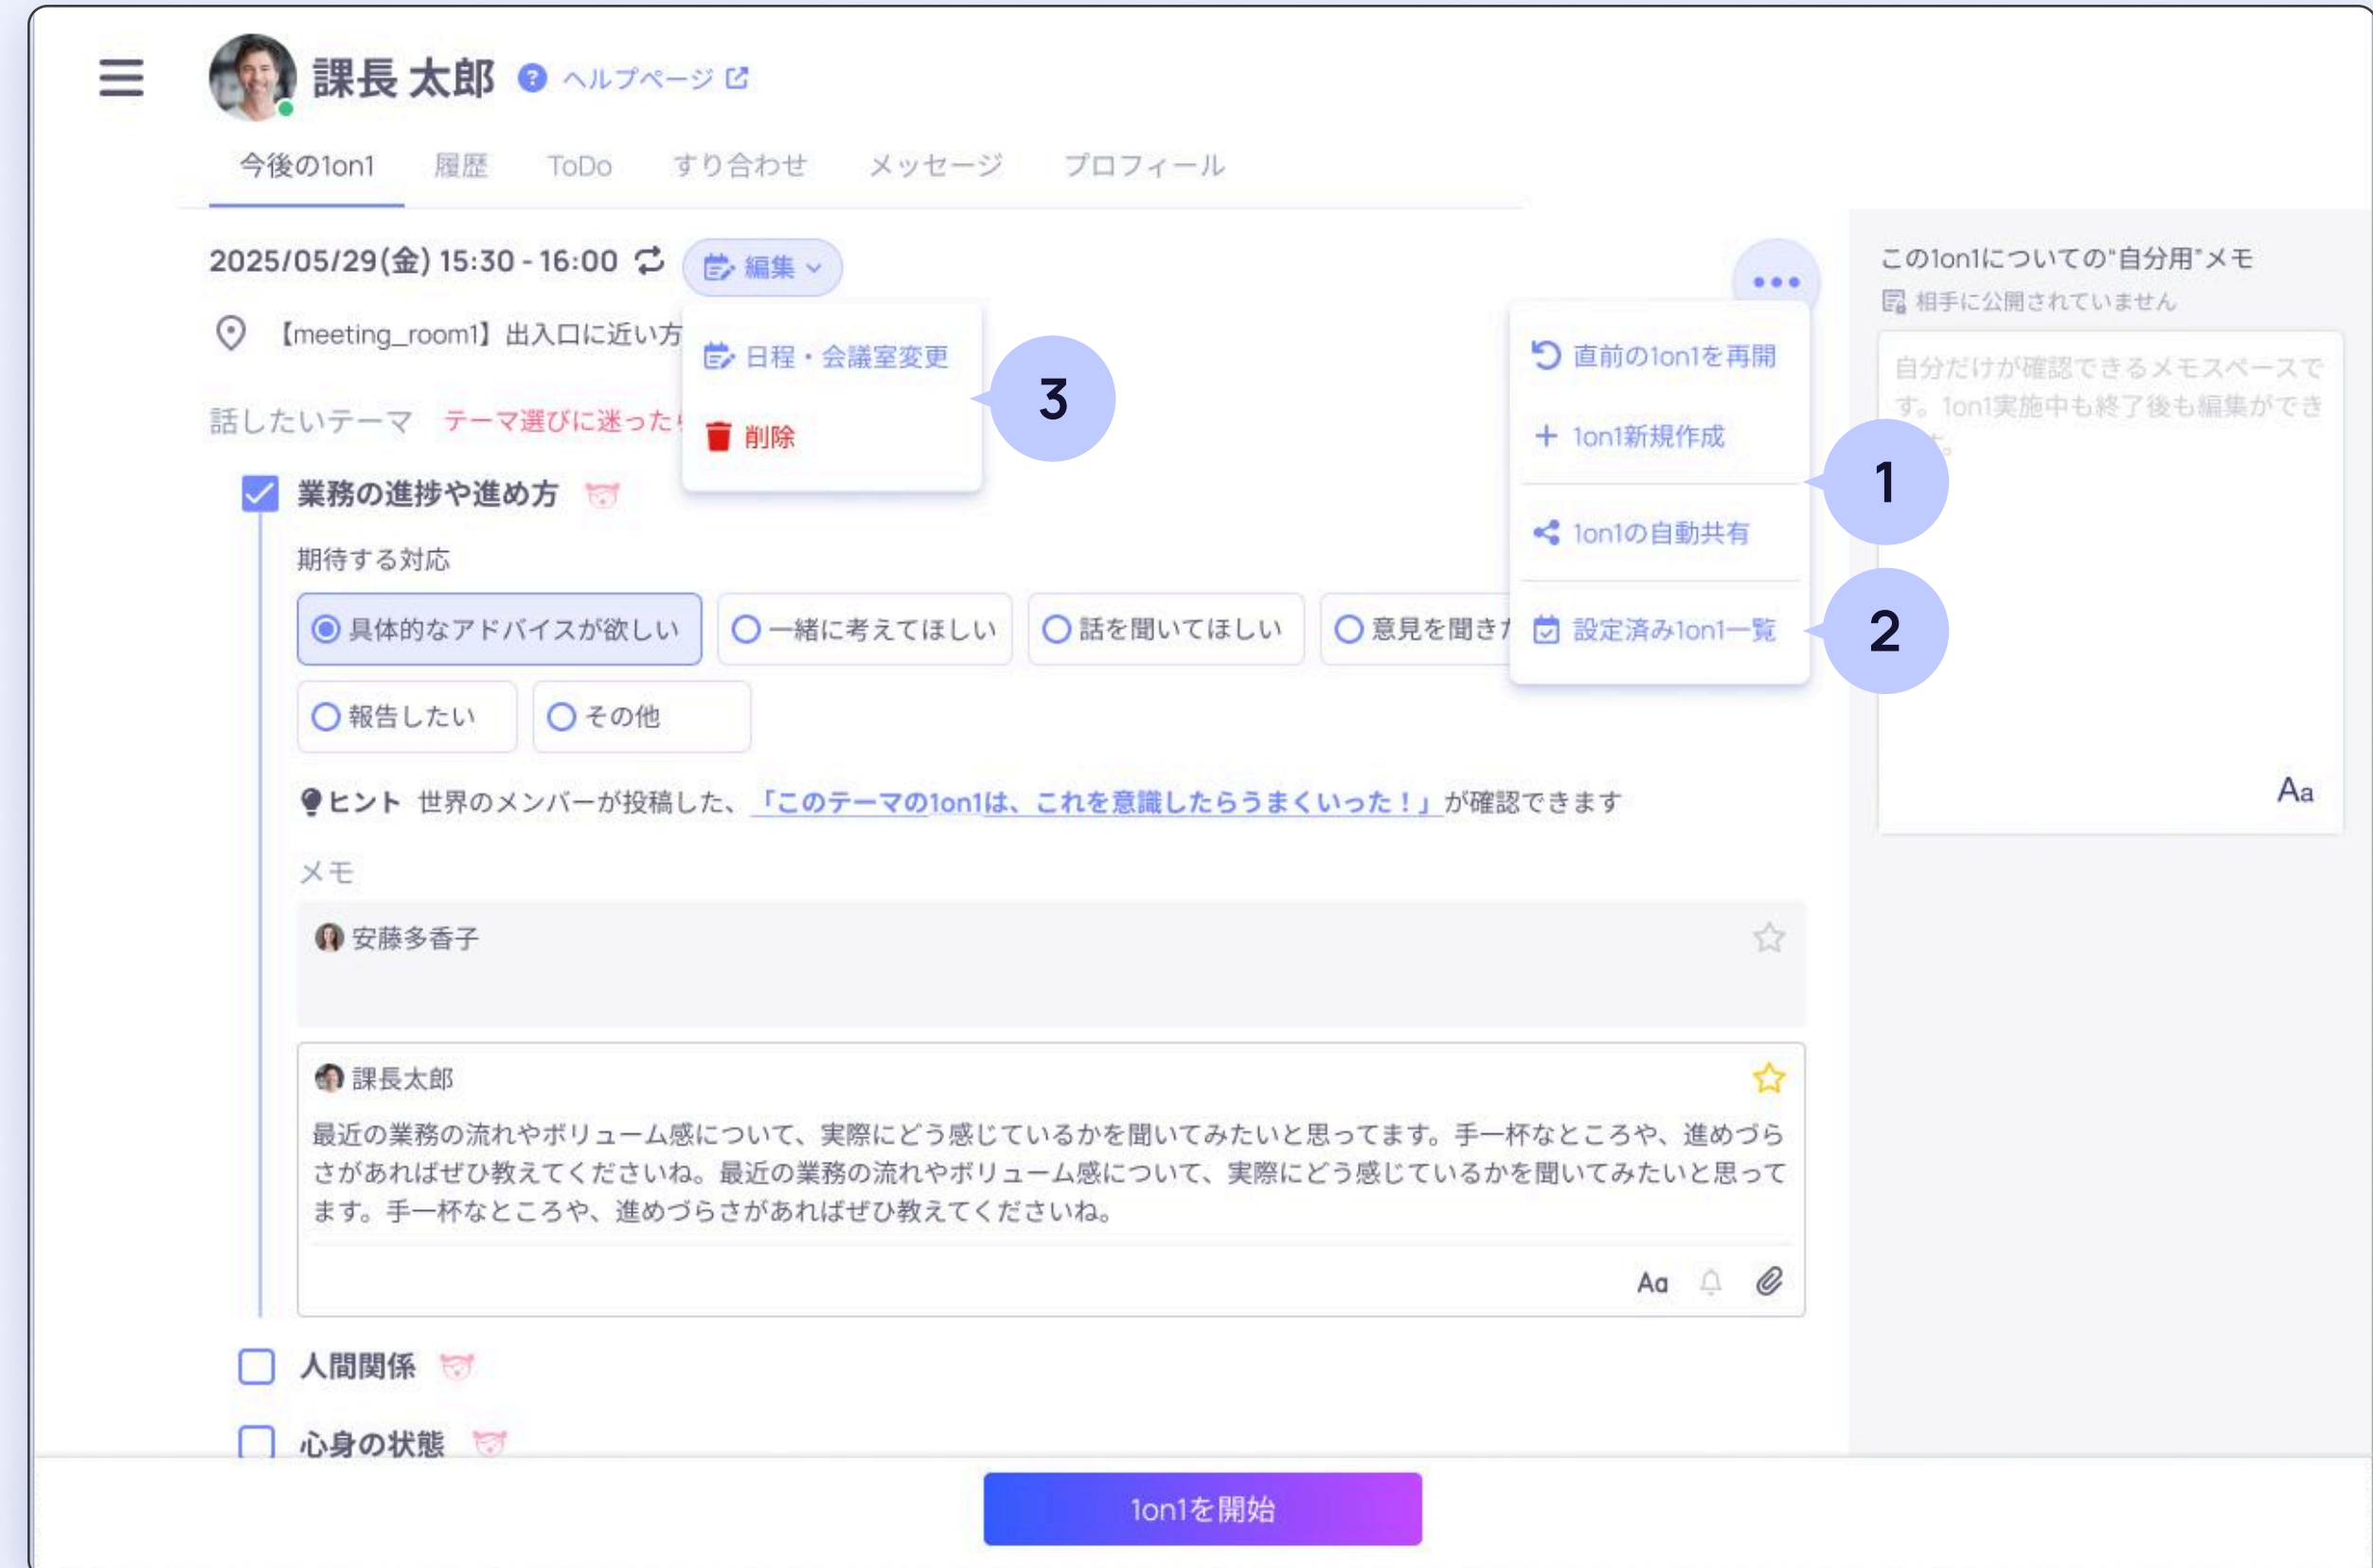 課長 太郎 ? ヘルプページ
今後の1on1 履歴 ToDo すり合わせ メッセージ プロフィール
2025/05/29(金) 15:30 - 16:00 編集
【meeting_room1】出入口に近い方
日程・会議室変更
削除
3
話したいテーマ テーマ選びに迷った
直前の1on1を再開
1on1新規作成
1
1on1の自動共有
設定済み1on1一覧
2
この1on1についての"自分用"メモ
相手に公開されていません
自分だけが確認できるメモスペースで
す。1on1実施中も終了後も編集ができ
Aa
業務の進捗や進め方
期待する対応
具体的なアドバイスが欲しい 一緒に考えてほしい 話を聞いてほしい 意見を聞き
報告したい その他
ヒント 世界のメンバーが投稿した、「このテーマの1on1は、これを意識したらうまくいった！」が確認できます
メモ
安藤多香子
課長太郎
最近の業務の流れやボリューム感について、実際にどう感じているかを聞いてみたいと思ってます。手一杯なところや、進めづら
さがあればぜひ教えてくださいね。最近の業務の流れやボリューム感について、実際にどう感じているかを聞いてみたいと思って
ます。手一杯なところや、進めづらさがあればぜひ教えてくださいね。
Aa
人間関係
心身の状態
1on1を開始